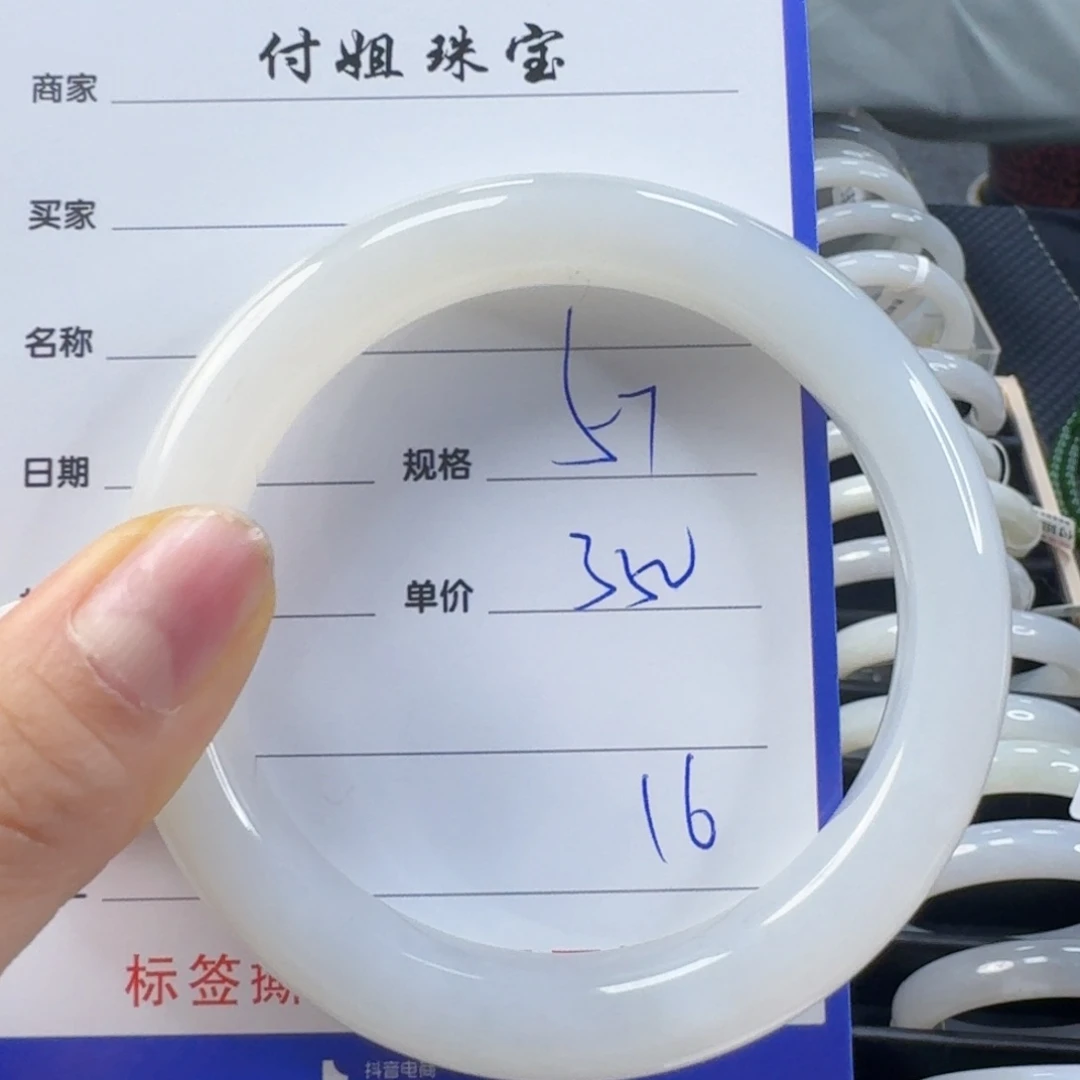 商家 付姐珠宝
买家
名称
日期 规格 57
单价 350
16
标签撕
抖音电商